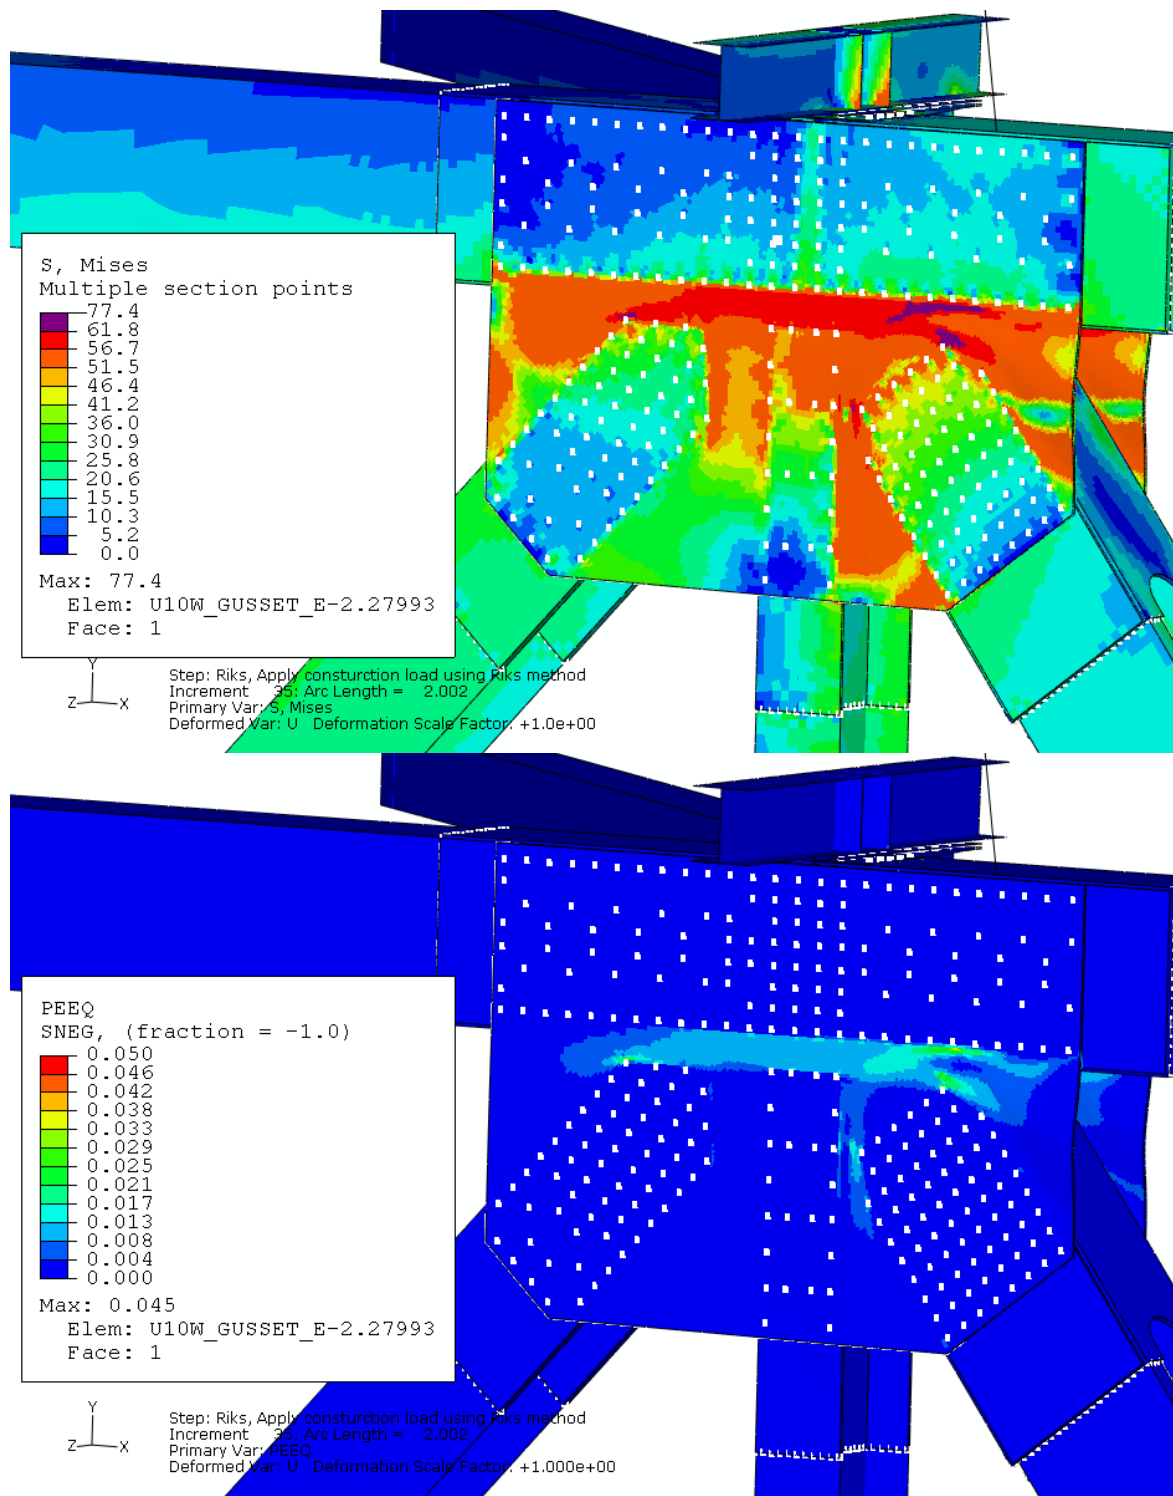 S, Mises
Multiple section points
77.4
61.8
56.7
51.5
46.4
41.2
36.0
30.9
25.8
20.6
15.5
10.3
5.2
0.0
Max: 77.4
Elem: U10W_GUSSET_E-2.27993
Face: 1
Y
Z X
Step: Riks, Apply consturction load using Riks method
Increment 35: Arc Length = 2.002
Primary Var: S, Mises
Deformed Var: U Deformation Scale Factor: +1.0e+00
PEEQ
SNEG, (fraction = -1.0)
0.050
0.046
0.042
0.038
0.033
0.029
0.025
0.021
0.017
0.013
0.008
0.004
0.000
Max: 0.045
Elem: U10W_GUSSET_E-2.27993
Face: 1
Y
Z X
Step: Riks, Apply consturction load using Riks method
Increment 35: Arc Length = 2.002
Primary Var: PEEQ
Deformed Var: U Deformation Scale Factor: +1.000e+00